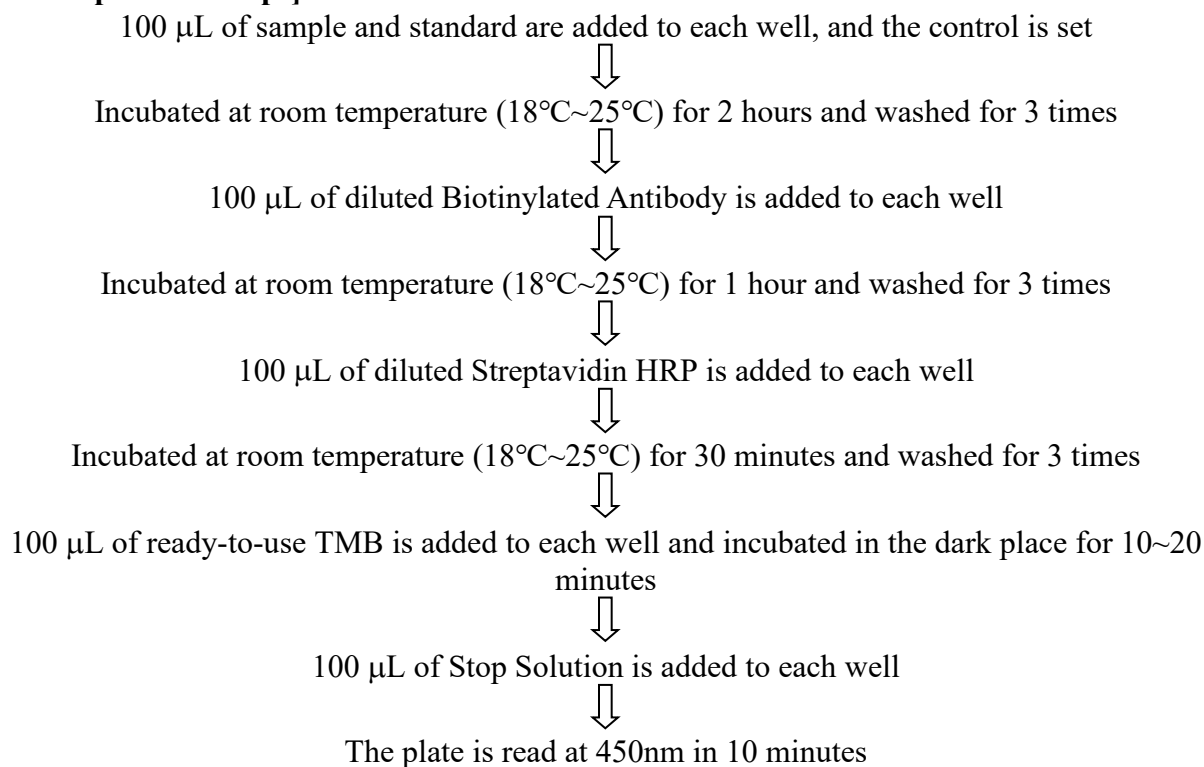 100 μL of sample and standard are added to each well, and the control is set
Incubated at room temperature (18℃~25℃) for 2 hours and washed for 3 times
100 μL of diluted Biotinylated Antibody is added to each well
Incubated at room temperature (18℃~25℃) for 1 hour and washed for 3 times
100 μL of diluted Streptavidin HRP is added to each well
Incubated at room temperature (18℃~25℃) for 30 minutes and washed for 3 times
100 μL of ready-to-use TMB is added to each well and incubated in the dark place for 10~20
minutes
100 μL of Stop Solution is added to each well
The plate is read at 450nm in 10 minutes